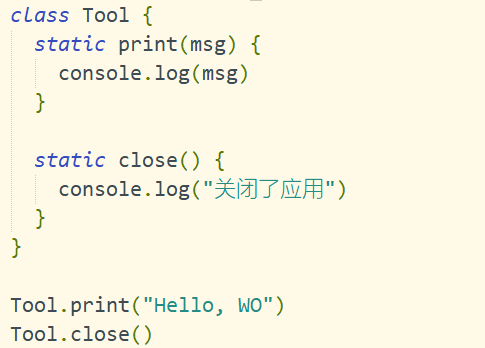 class Tool {
  static print(msg) {
    console.log(msg)
  }

  static close() {
    console.log("关闭了应用")
  }
}

Tool.print("Hello, WO")
Tool.close()